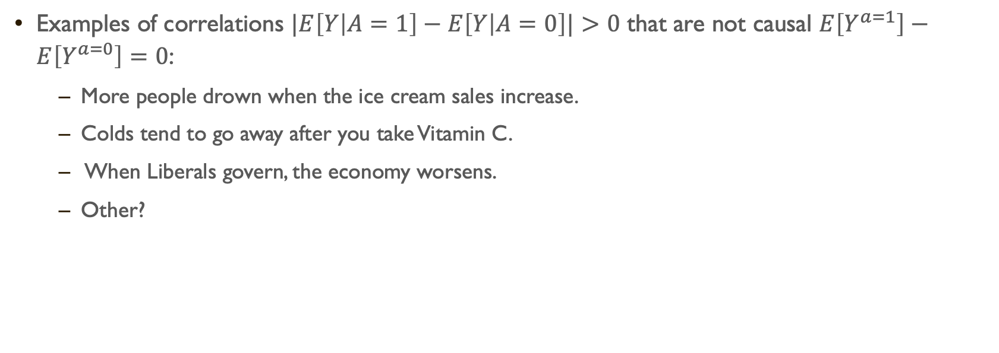 • Examples of correlations |E[Y|A = 1] − E[Y|A = 0]| > 0 that are not causal E[Y^{a=1}] −
E[Y^{a=0}] = 0:
– More people drown when the ice cream sales increase.
– Colds tend to go away after you take Vitamin C.
– When Liberals govern, the economy worsens.
– Other?